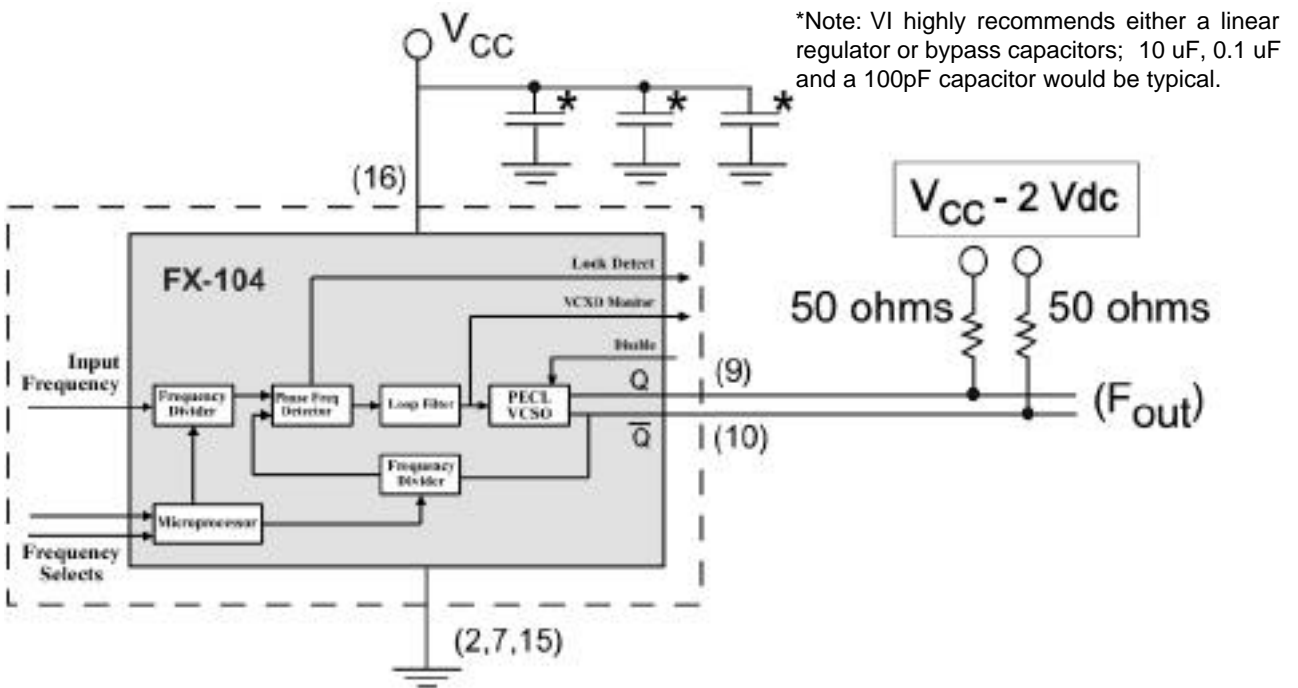 *Note: VI highly recommends either a linear
regulator or bypass capacitors; 10 uF, 0.1 uF
and a 100pF capacitor would be typical.
VCC
* * *
(16)
VCC - 2 Vdc
50 ohms
50 ohms
FX-104
Lock Detect
VCXO Monitor
Disable
Input
Frequency
Frequency
Divider
Phase Freq
Detector
Loop Filter
PECL
VCSO
Q
(9)
Q̅
(10)
(Fout)
Frequency
Divider
Microprocessor
Frequency
Selects
(2,7,15)